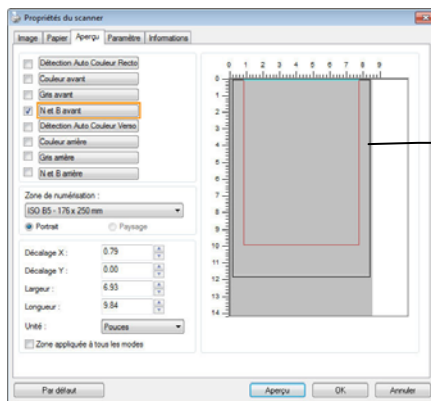 Propriétés du scanner
Image Papier Aperçu Paramètre Informations
Détection Auto Couleur Recto
Couleur avant
Gris avant
N et B avant
Détection Auto Couleur Verso
Couleur arrière
Gris arrière
N et B arrière
Zone de numérisation :
ISO B5 - 176 x 250 mm
Portrait Paysage
Décalage X : 0.79
Décalage Y : 0.00
Largeur : 6.93
Longueur : 9.84
Unité : Pouces
Zone appliquée à tous les modes
0 1 2 3 4 5 6 7 8 9
0
1
2
3
4
5
6
7
8
9
10
11
12
13
14
Par défaut Aperçu OK Annuler